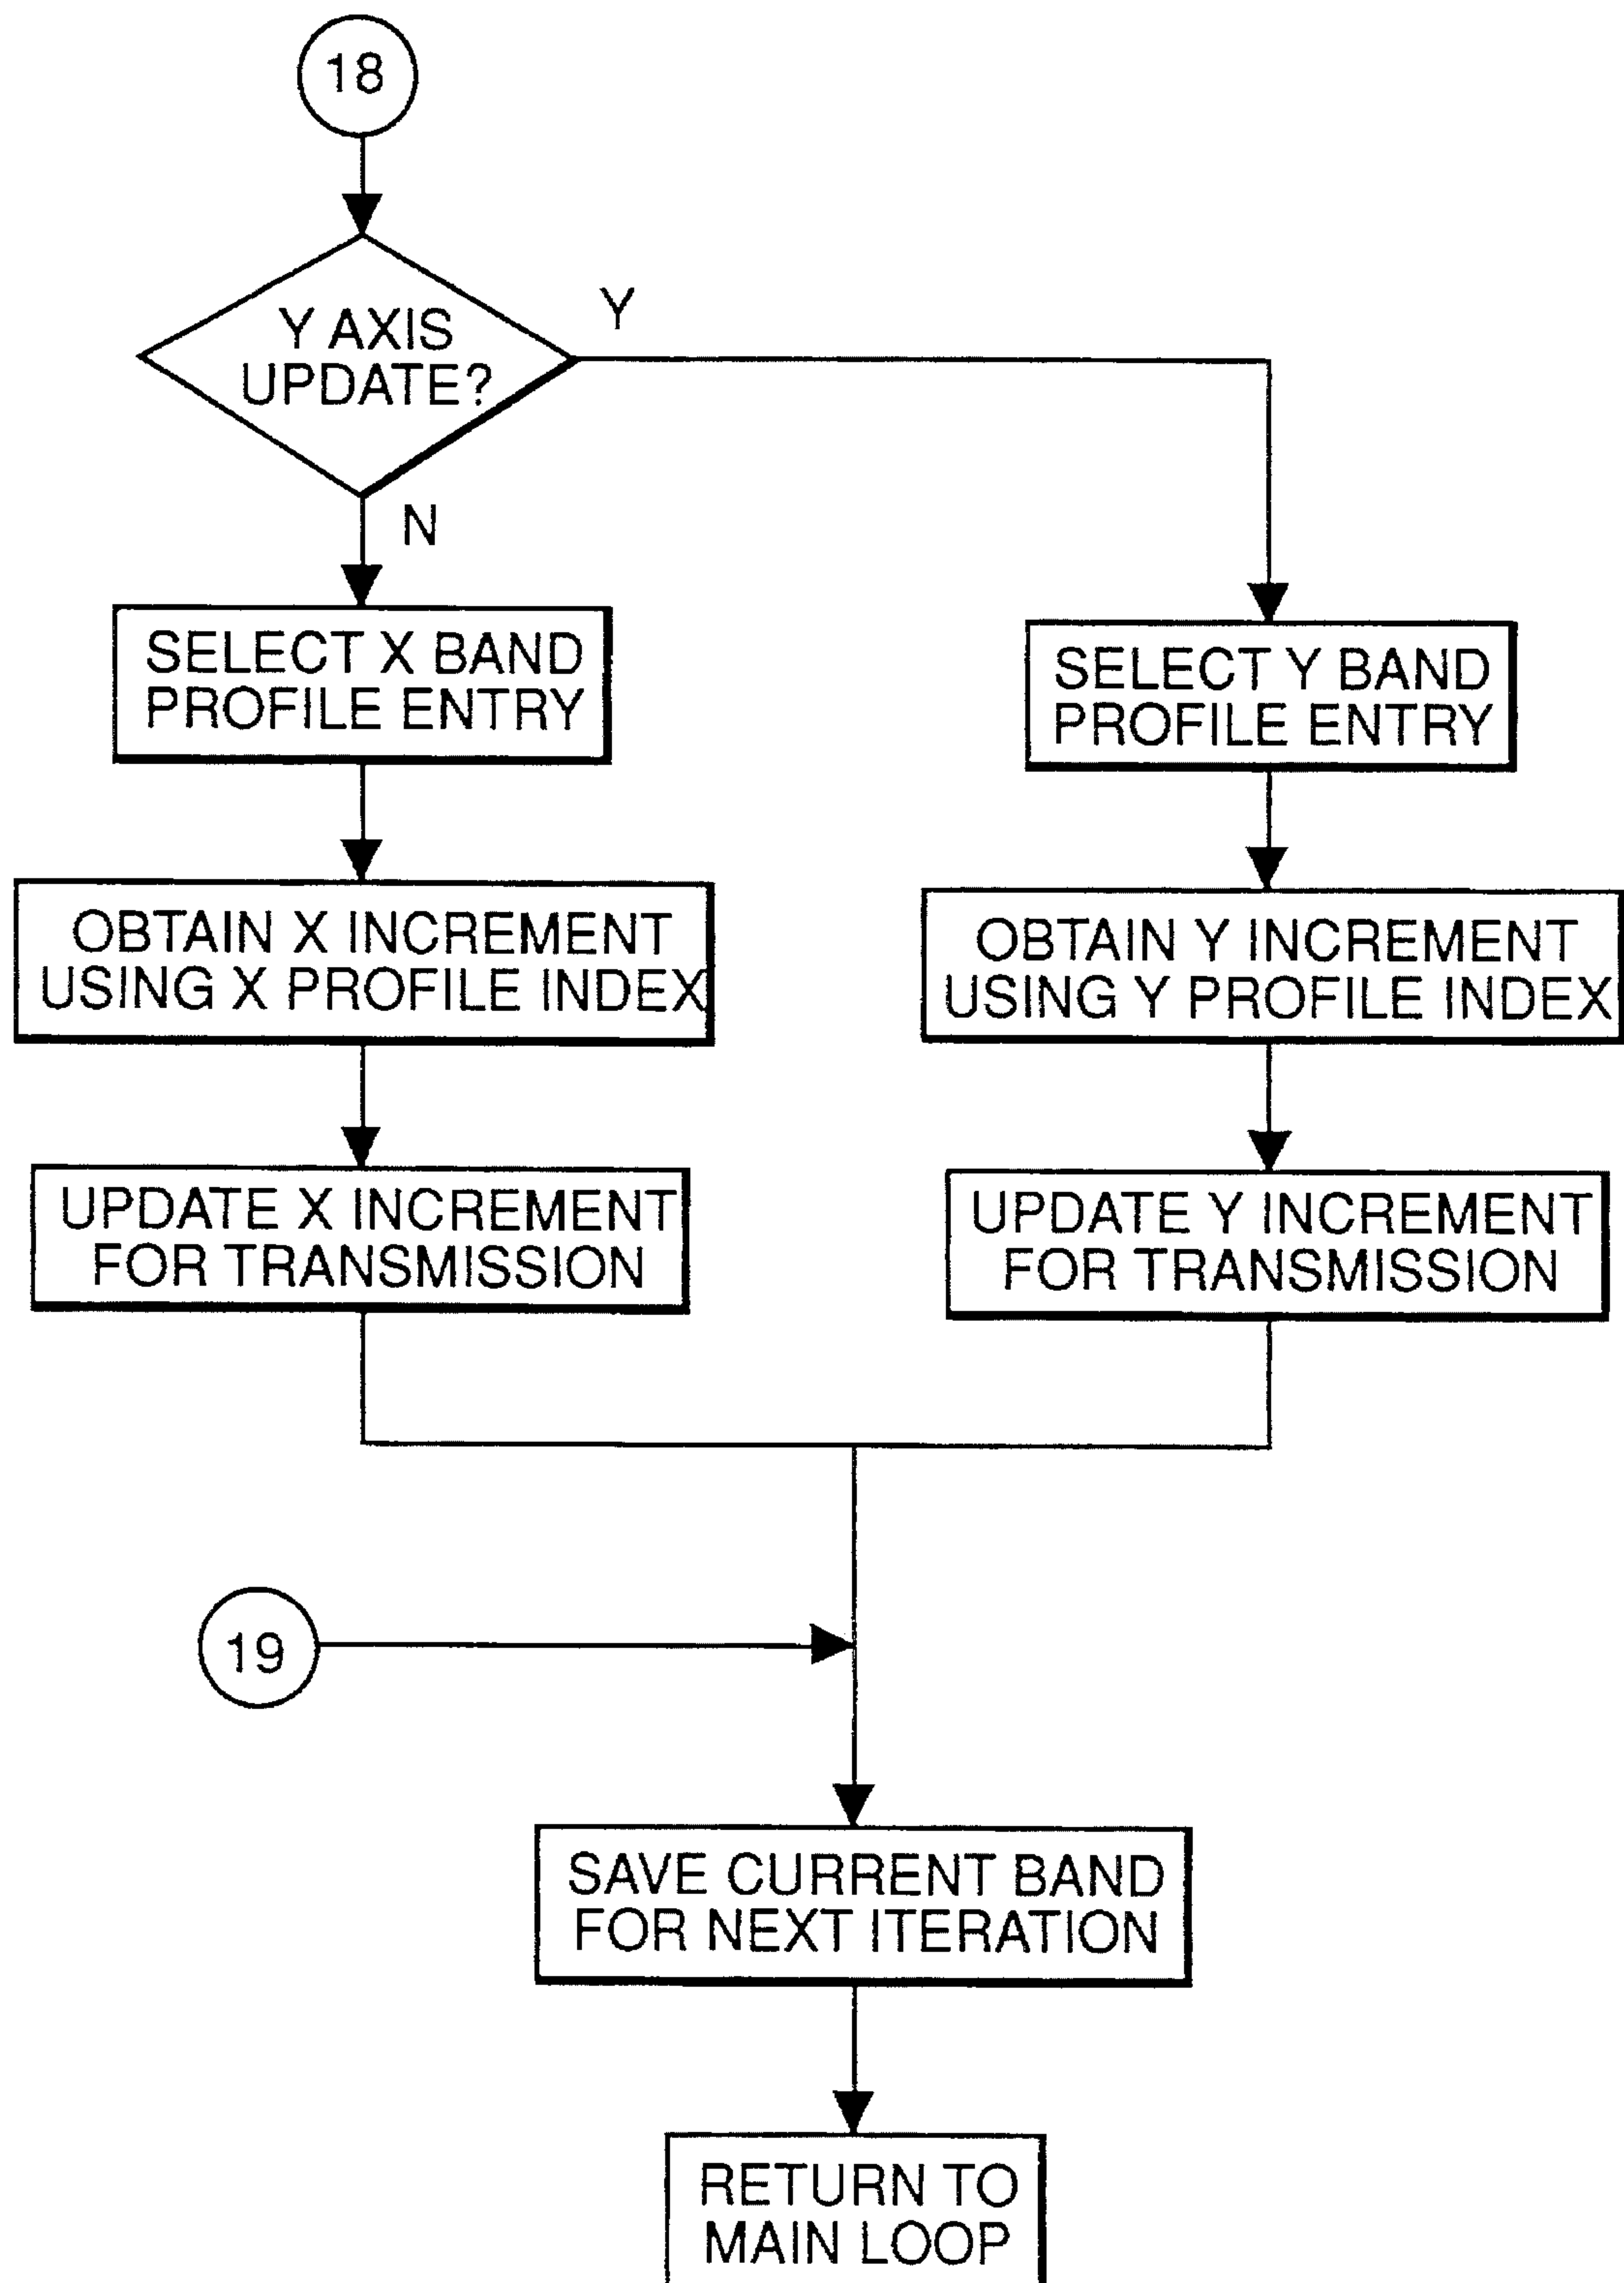 18
Y AXIS
UPDATE?
Y
N
SELECT X BAND
PROFILE ENTRY
SELECT Y BAND
PROFILE ENTRY
OBTAIN X INCREMENT
USING X PROFILE INDEX
OBTAIN Y INCREMENT
USING Y PROFILE INDEX
UPDATE X INCREMENT
FOR TRANSMISSION
UPDATE Y INCREMENT
FOR TRANSMISSION
19
SAVE CURRENT BAND
FOR NEXT ITERATION
RETURN TO
MAIN LOOP